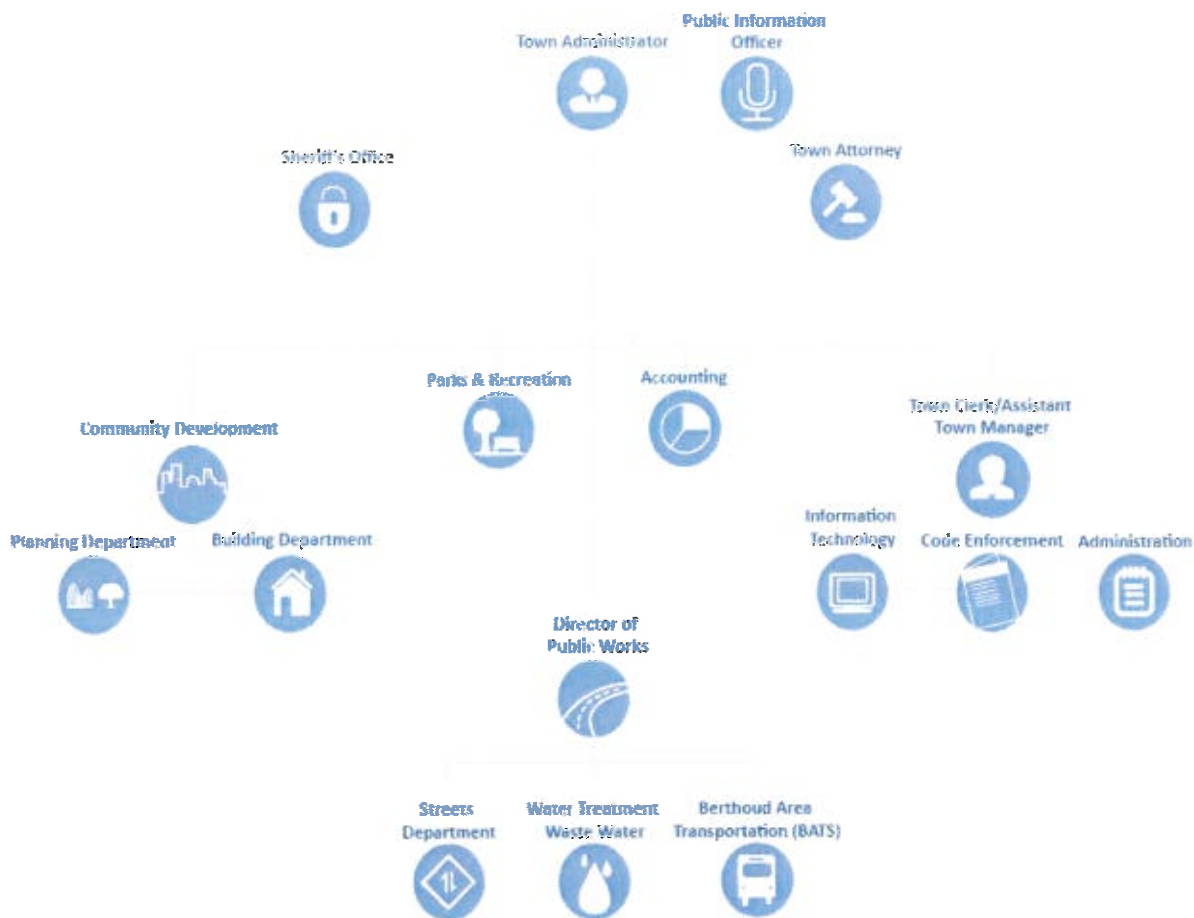 Public Information
Officer
Town Administrator
Sheriff's Office
Town Attorney
Parks & Recreation
Accounting
Town Clerk/Assistant
Town Manager
Community Development
Planning Department
Building Department
Information
Technology
Code Enforcement
Administration
Director of
Public Works
Streets
Department
Water Treatment
Waste Water
Berthoud Area
Transportation (BATS)